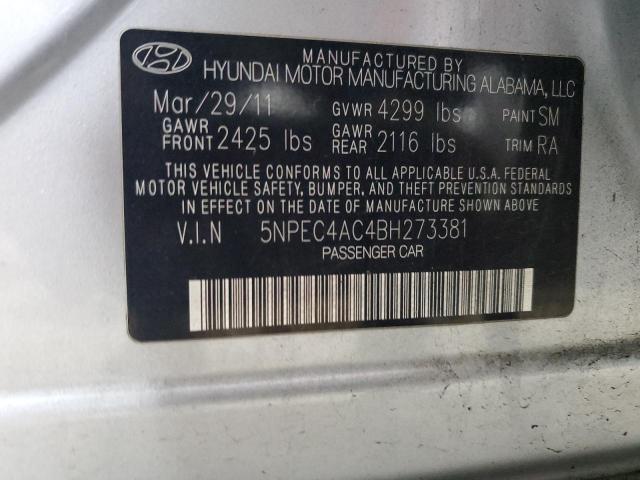 MANUFACTURED BY
HYUNDAI MOTOR MANUFACTURING ALABAMA, LLC
Mar/29/11 GVWR 4299 lbs PAINT SM
GAWR FRONT 2425 lbs GAWR REAR 2116 lbs TRIM RA
THIS VEHICLE CONFORMS TO ALL APPLICABLE U.S.A. FEDERAL
MOTOR VEHICLE SAFETY, BUMPER, AND THEFT PREVENTION STANDARDS
IN EFFECT ON THE DATE OF MANUFACTURE SHOWN ABOVE.
V.I.N 5NPEC4AC4BH273381
PASSENGER CAR